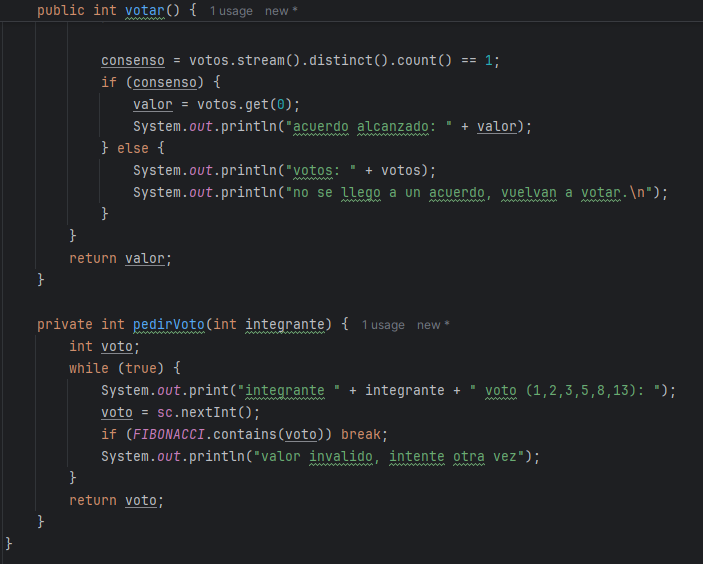 public int votar() { 1 usage new *
consenso = votos.stream().distinct().count() == 1;
if (consenso) {
valor = votos.get(0);
System.out.println("acuerdo alcanzado: " + valor);
} else {
System.out.println("votos: " + votos);
System.out.println("no se llego a un acuerdo, vuelvan a votar.\n");
}
}
return valor;
}
private int pedirVoto(int integrante) { 1 usage new *
int voto;
while (true) {
System.out.print("integrante " + integrante + " voto (1,2,3,5,8,13): ");
voto = sc.nextInt();
if (FIBONACCI.contains(voto)) break;
System.out.println("valor invalido, intente otra vez");
}
return voto;
}
}